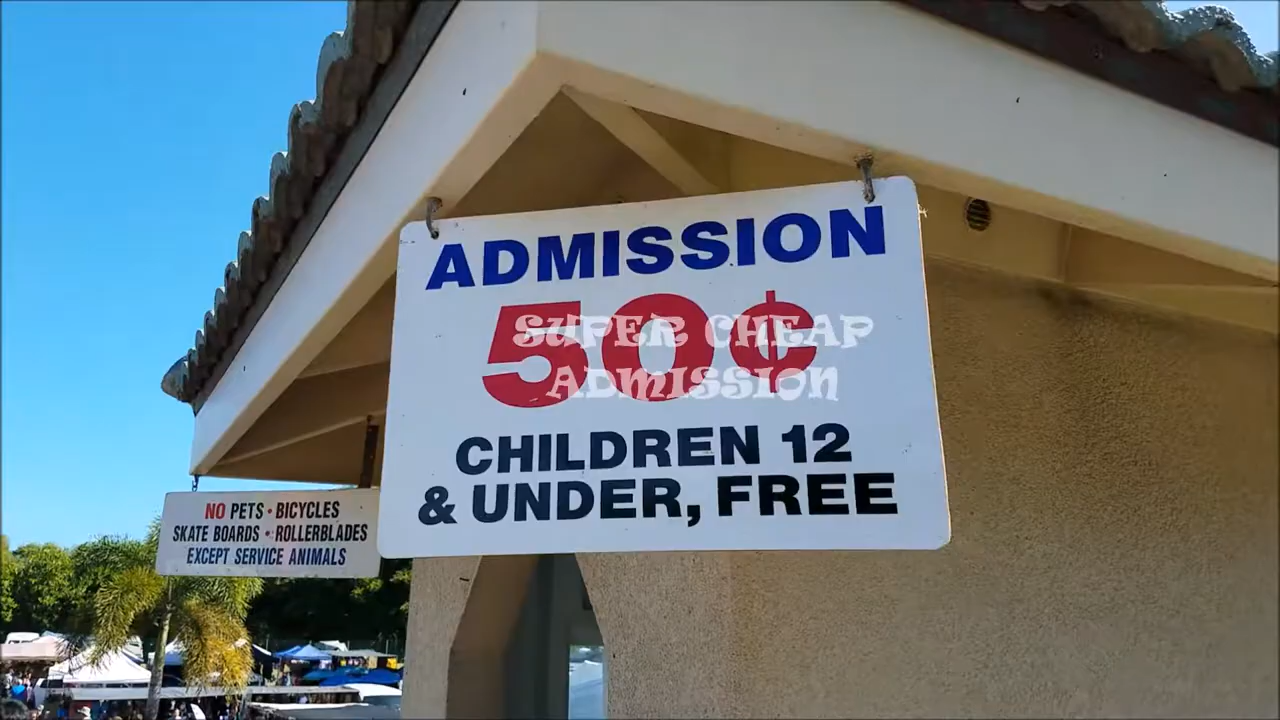 ADMISSION
50¢
SUPER CHEAP
ADMISSION
CHILDREN 12
& UNDER, FREE
NO PETS • BICYCLES
SKATE BOARDS • ROLLERBLADES
EXCEPT SERVICE ANIMALS